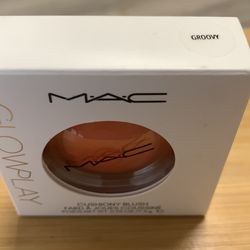 GROOVY
M·A·C
GLOWPLAY
CUSHIONY BLUSH
FARD À JOUES COUSSINÉ